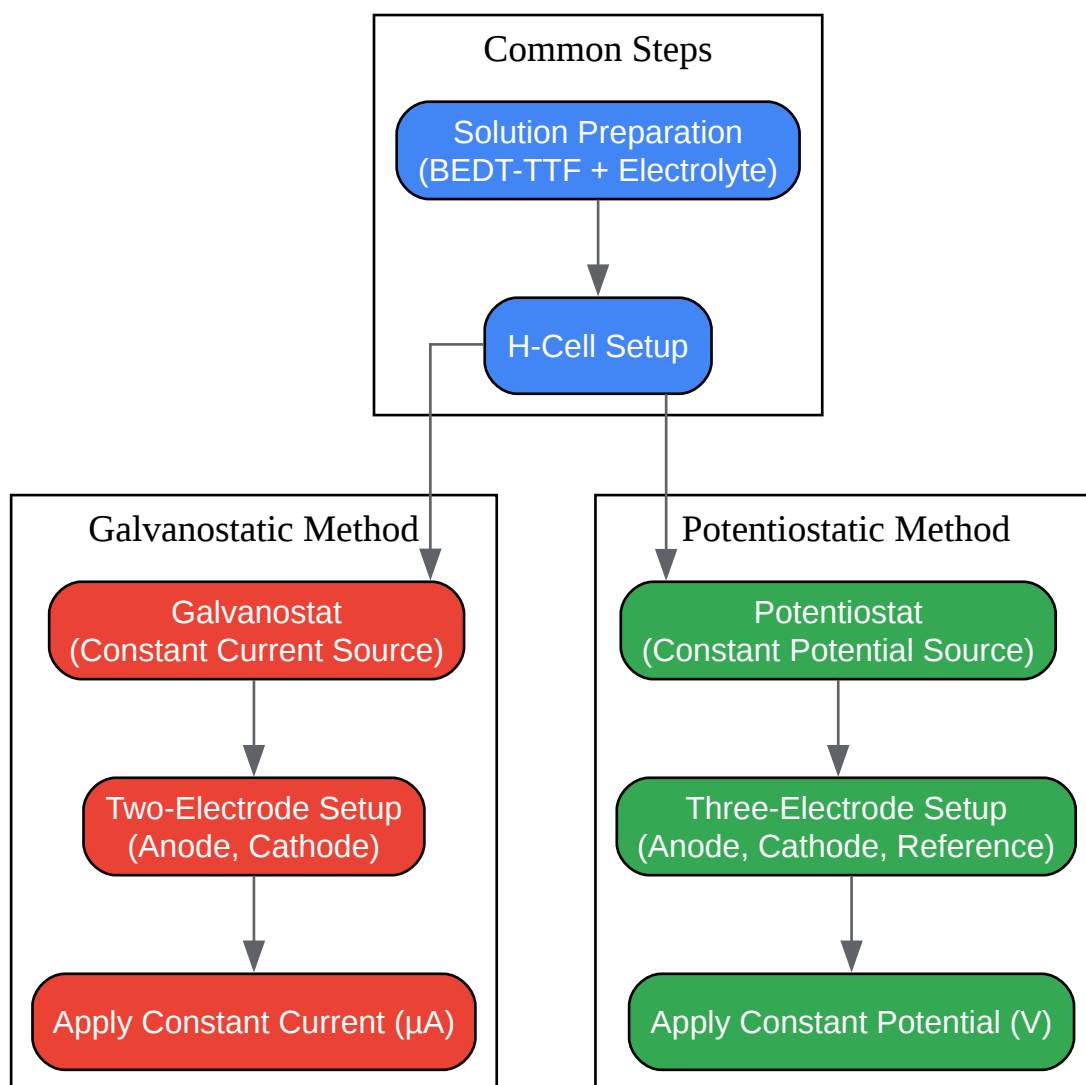 Common Steps
Solution Preparation
(BEDT-TTF + Electrolyte)
H-Cell Setup
Galvanostatic Method
Galvanostat
(Constant Current Source)
Two-Electrode Setup
(Anode, Cathode)
Apply Constant Current (µA)
Potentiostatic Method
Potentiostat
(Constant Potential Source)
Three-Electrode Setup
(Anode, Cathode, Reference)
Apply Constant Potential (V)